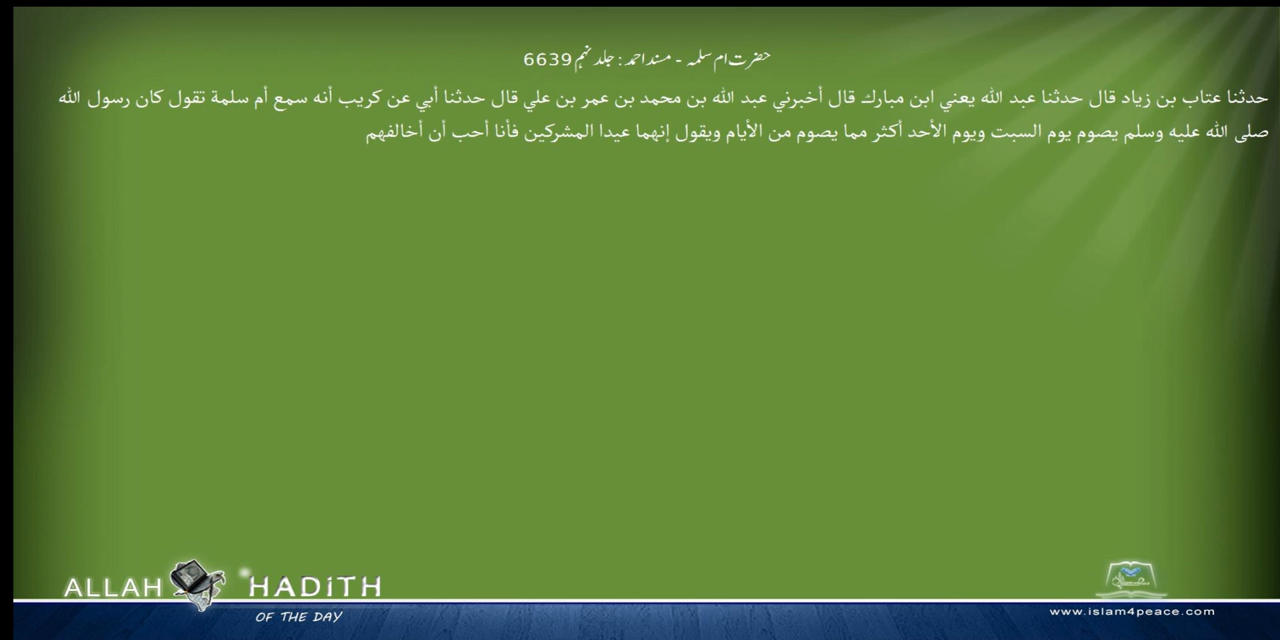 حضرت ام سلمہ - مسند احمد : جلد نہم 6639
حدثنا عتاب بن زياد قال حدثنا عبد الله يعني ابن مبارك قال أخبرني عبد الله بن محمد بن عمر بن علي قال حدثنا أبي عن كريب أنه سمع أم سلمة تقول كان رسول الله
صلى الله عليه وسلم يصوم يوم السبت ويوم الأحد أكثر مما يصوم من الأيام ويقول إنهما عيدا المشركين فأنا أحب أن أخالفهم
ALLAH HADITH
OF THE DAY
www.islam4peace.com